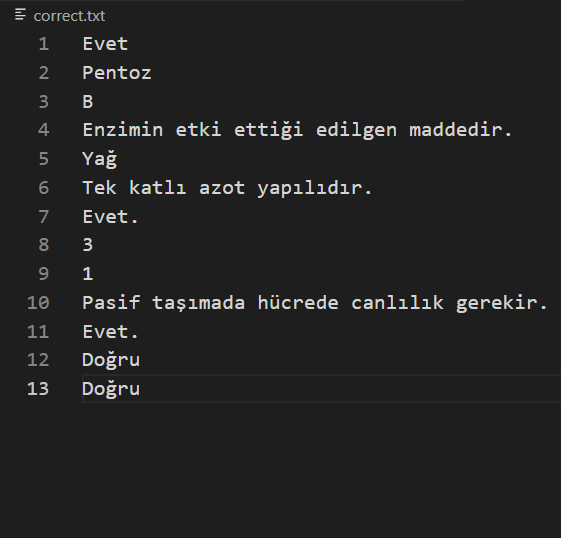 correct.txt
1 Evet
2 Pentoz
3 B
4 Enzimin etki ettiği edilgen maddedir.
5 Yağ
6 Tek katlı azot yapılıdır.
7 Evet.
8 3
9 1
10 Pasif taşımada hücrede canlılık gerekir.
11 Evet.
12 Doğru
13 Doğru